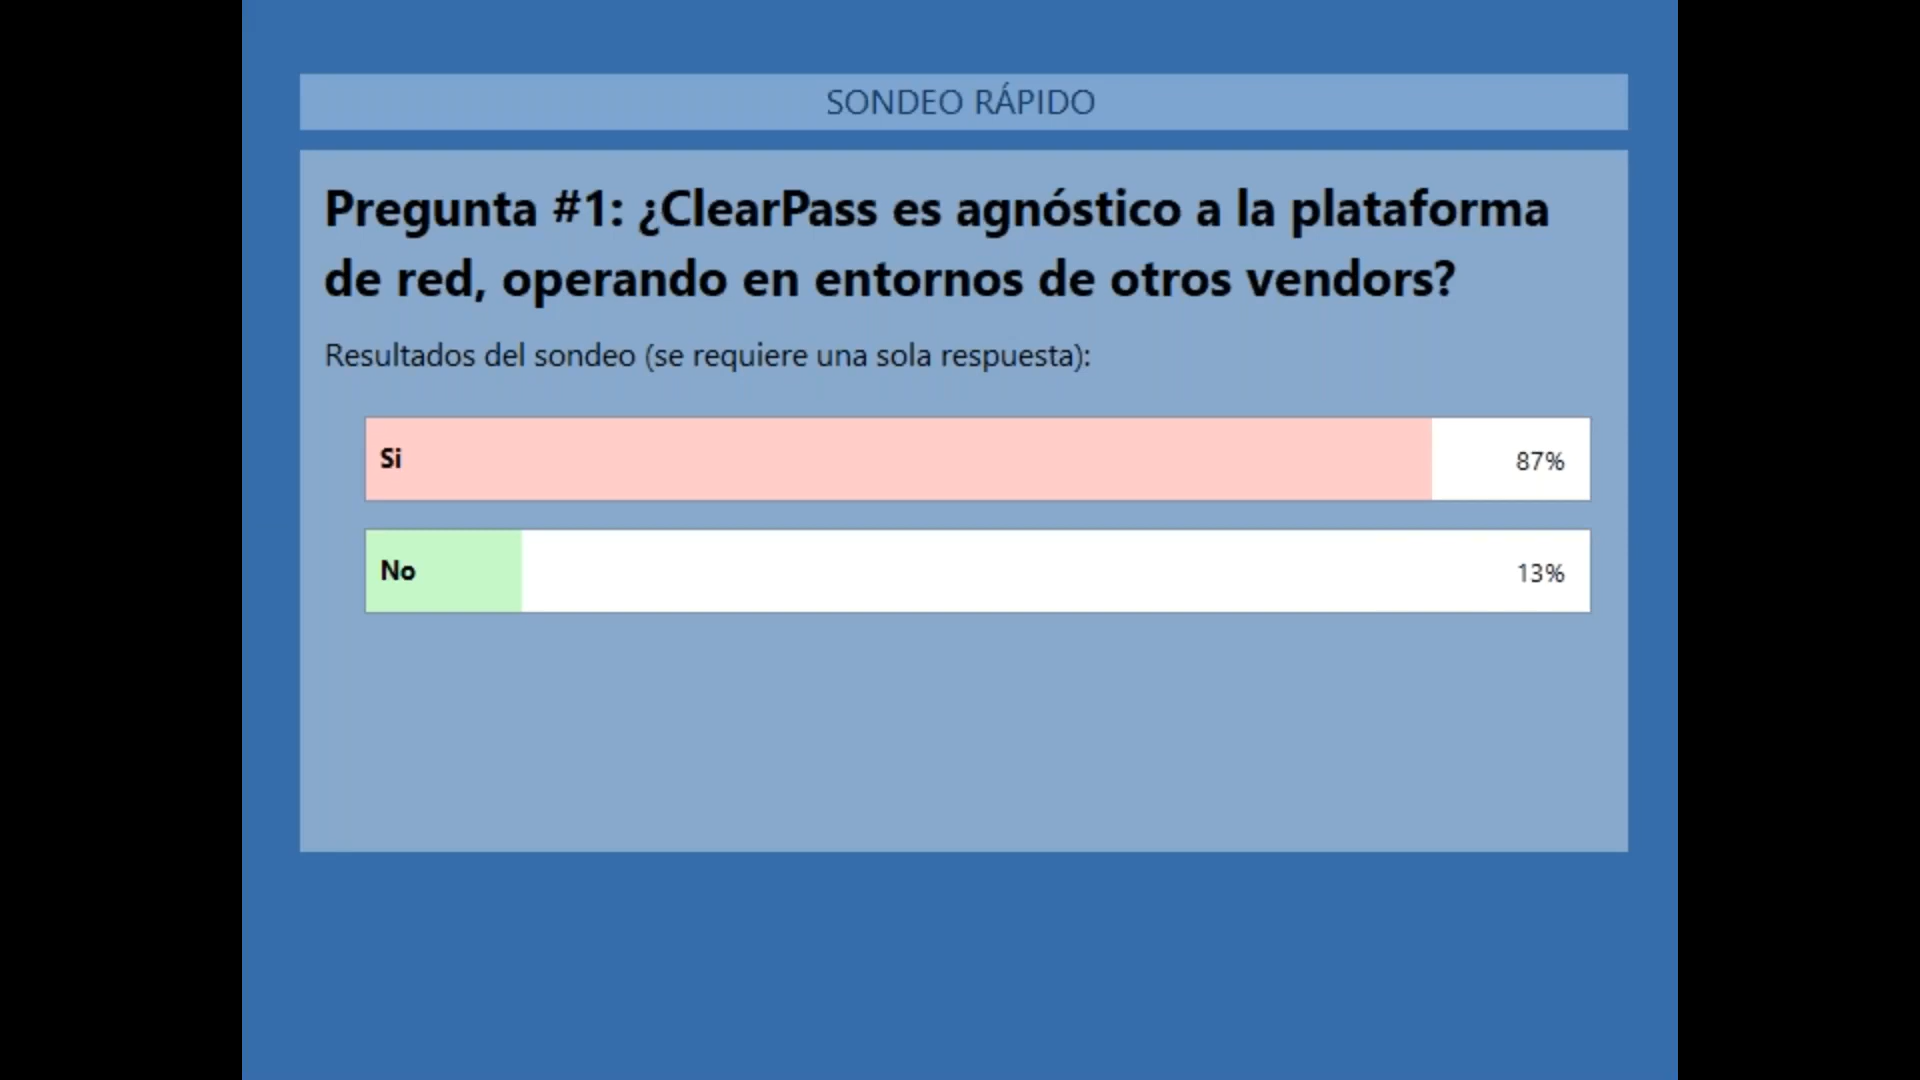 SONDEO RÁPIDO
Pregunta #1: ¿ClearPass es agnóstico a la plataforma
de red, operando en entornos de otros vendors?
Resultados del sondeo (se requiere una sola respuesta):
Si 87%
No 13%